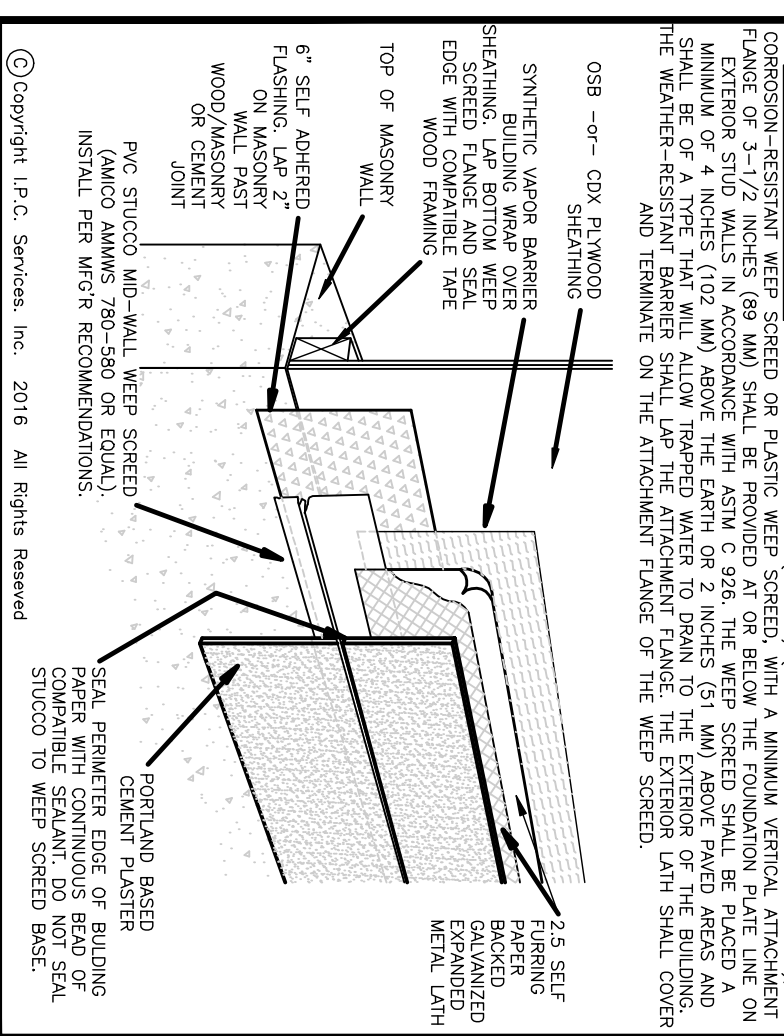 CORROSION-RESISTANT WEEP SCREED OR PLASTIC WEEP SCREED, WITH A MINIMUM VERTICAL ATTACHMENT
FLANGE OF 3-1/2 INCHES (89 MM) SHALL BE PROVIDED AT OR BELOW THE FOUNDATION PLATE LINE ON
EXTERIOR STUD WALLS IN ACCORDANCE WITH ASTM C 926. THE WEEP SCREED SHALL BE PLACED A
MINIMUM OF 4 INCHES (102 MM) ABOVE THE EARTH OR 2 INCHES (51 MM) ABOVE PAVED AREAS AND
SHALL BE OF A TYPE THAT WILL ALLOW TRAPPED WATER TO DRAIN TO THE EXTERIOR OF THE BUILDING.
THE WEATHER-RESISTANT BARRIER SHALL LAP THE ATTACHMENT FLANGE. THE EXTERIOR LATH SHALL COVER
AND TERMINATE ON THE ATTACHMENT FLANGE OF THE WEEP SCREED.
OSB -or- CDX PLYWOOD
SHEATHING
SYNTHETIC VAPOR BARRIER
BUILDING WRAP OVER
SHEATHING. LAP BOTTOM WEEP
SCREED FLANGE AND SEAL
EDGE WITH COMPATIBLE TAPE
WOOD FRAMING
TOP OF MASONRY
WALL
6" SELF ADHERED
FLASHING. LAP 2"
ON MASONRY
WALL PAST
WOOD/MASONRY
OR CEMENT
JOINT
PVC STUCCO MID-WALL WEEP SCREED
(AMICO AMMWS 780-580 OR EQUAL).
INSTALL PER MFG'R RECOMMENDATIONS.
2.5 SELF
FURRING
PAPER
BACKED
GALVANIZED
EXPANDED
METAL LATH
PORTLAND BASED
CEMENT PLASTER
SEAL PERIMETER EDGE OF BUILDING
PAPER WITH CONTINUOUS BEAD OF
COMPATIBLE SEALANT. DO NOT SEAL
STUCCO TO WEEP SCREED BASE.
© Copyright I.P.C. Services. Inc. 2016 All Rights Reseved